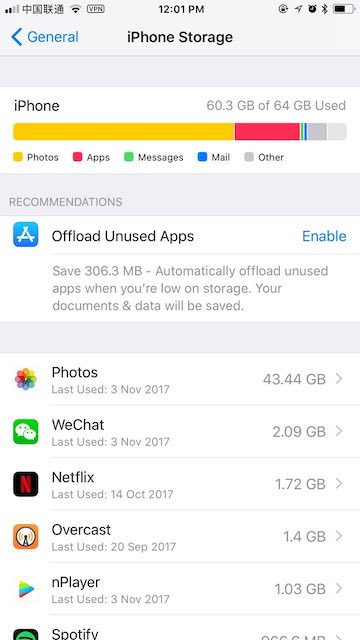 中国联通 VPN 12:01 PM
General iPhone Storage
iPhone 60.3 GB of 64 GB Used
Photos Apps Messages Mail Other
RECOMMENDATIONS
Offload Unused Apps Enable
Save 306.3 MB - Automatically offload unused
apps when you’re low on storage. Your
documents & data will be saved.
Photos 43.44 GB
Last Used: 3 Nov 2017
WeChat 2.09 GB
Last Used: 3 Nov 2017
Netflix 1.72 GB
Last Used: 14 Oct 2017
Overcast 1.4 GB
Last Used: 20 Sep 2017
nPlayer 1.03 GB
Last Used: 3 Nov 2017
Spotify 966.6 MB